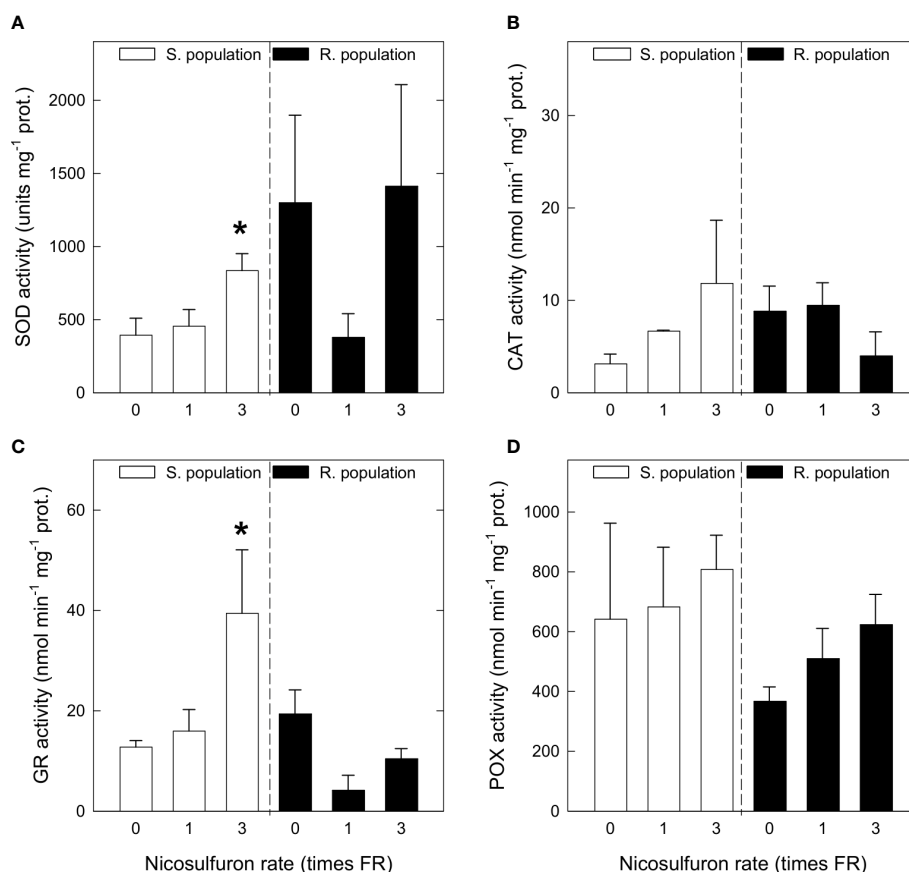 A
S. population
R. population
SOD activity (units mg⁻¹ prot.)
2000
1500
1000
500
0
*
0 1 3 0 1 3
B
S. population
R. population
CAT activity (nmol min⁻¹ mg⁻¹ prot.)
30
20
10
0
0 1 3 0 1 3
C
S. population
R. population
GR activity (nmol min⁻¹ mg⁻¹ prot.)
60
40
20
0
*
0 1 3 0 1 3
Nicosulfuron rate (times FR)
D
S. population
R. population
POX activity (nmol min⁻¹ mg⁻¹ prot.)
1000
800
600
400
200
0
0 1 3 0 1 3
Nicosulfuron rate (times FR)